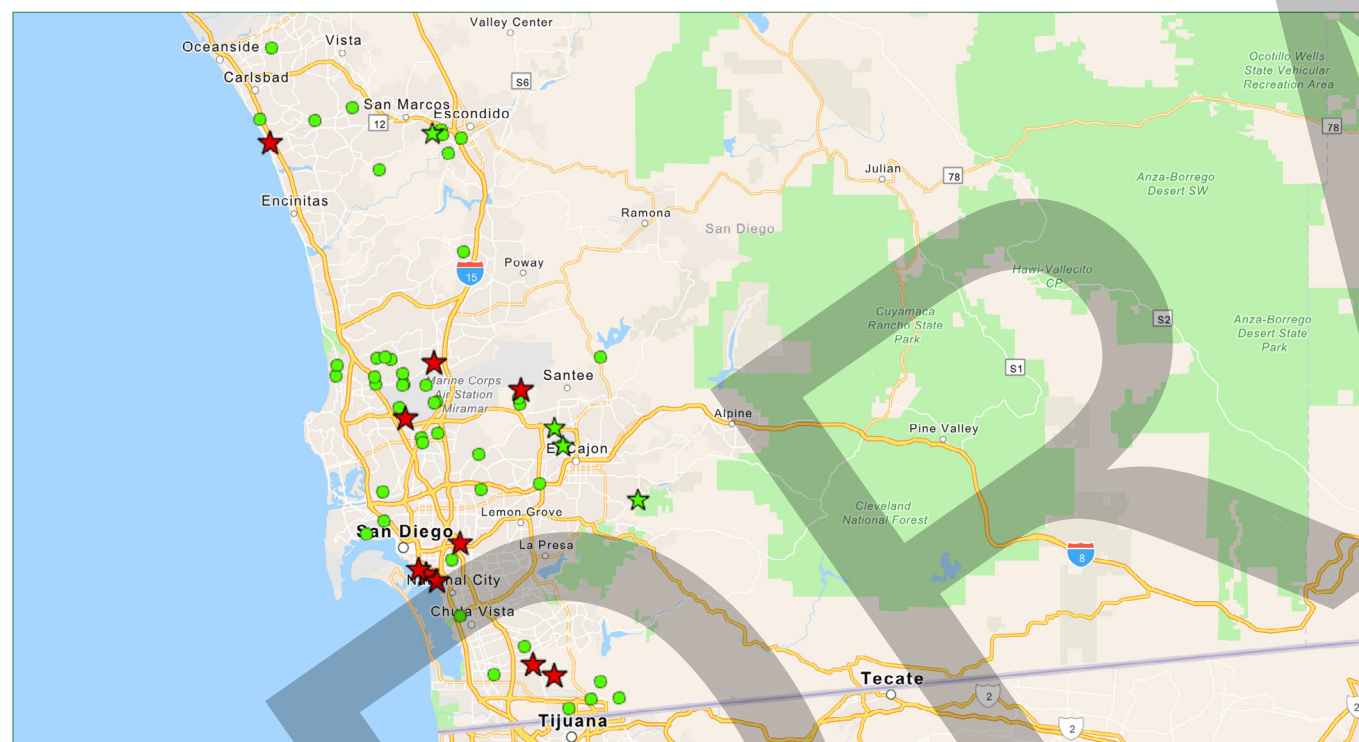 Valley Center
Oceanside
Vista
Carlsbad
S6
Ocotillo Wells
State Vehicular
Recreation Area
San Marcos
Escondido
12
78
Julian
78
Anza-Borrego
Desert SW
Encinitas
Ramona
San Diego
Poway
15
Hawi-Vallecito
CP
Cuyamaca
Rancho State
Park
S2
Anza-Borrego
Desert State
Park
S1
Santee
Marine Corps
Air Station
Miramar
Alpine
Pine Valley
El Cajon
Cleveland
National Forest
Lemon Grove
San Diego
La Presa
8
National City
Chula Vista
Tecate
2
2
2
Tijuana